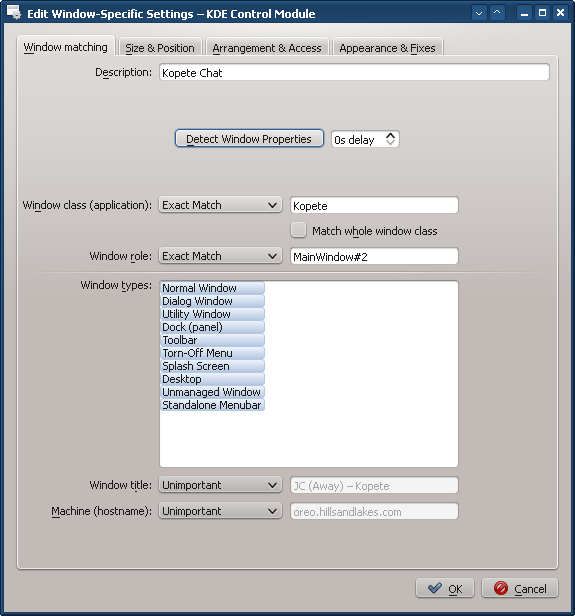 Edit Window-Specific Settings – KDE Control Module
Window matching Size & Position Arrangement & Access Appearance & Fixes
Description: Kopete Chat
Detect Window Properties 0s delay
Window class (application): Exact Match Kopete
Match whole window class
Window role: Exact Match MainWindow#2
Window types: Normal Window
Dialog Window
Utility Window
Dock (panel)
Toolbar
Torn-Off Menu
Splash Screen
Desktop
Unmanaged Window
Standalone Menubar
Window title: Unimportant JC (Away) – Kopete
Machine (hostname): Unimportant oreo.hillsandlakes.com
OK Cancel